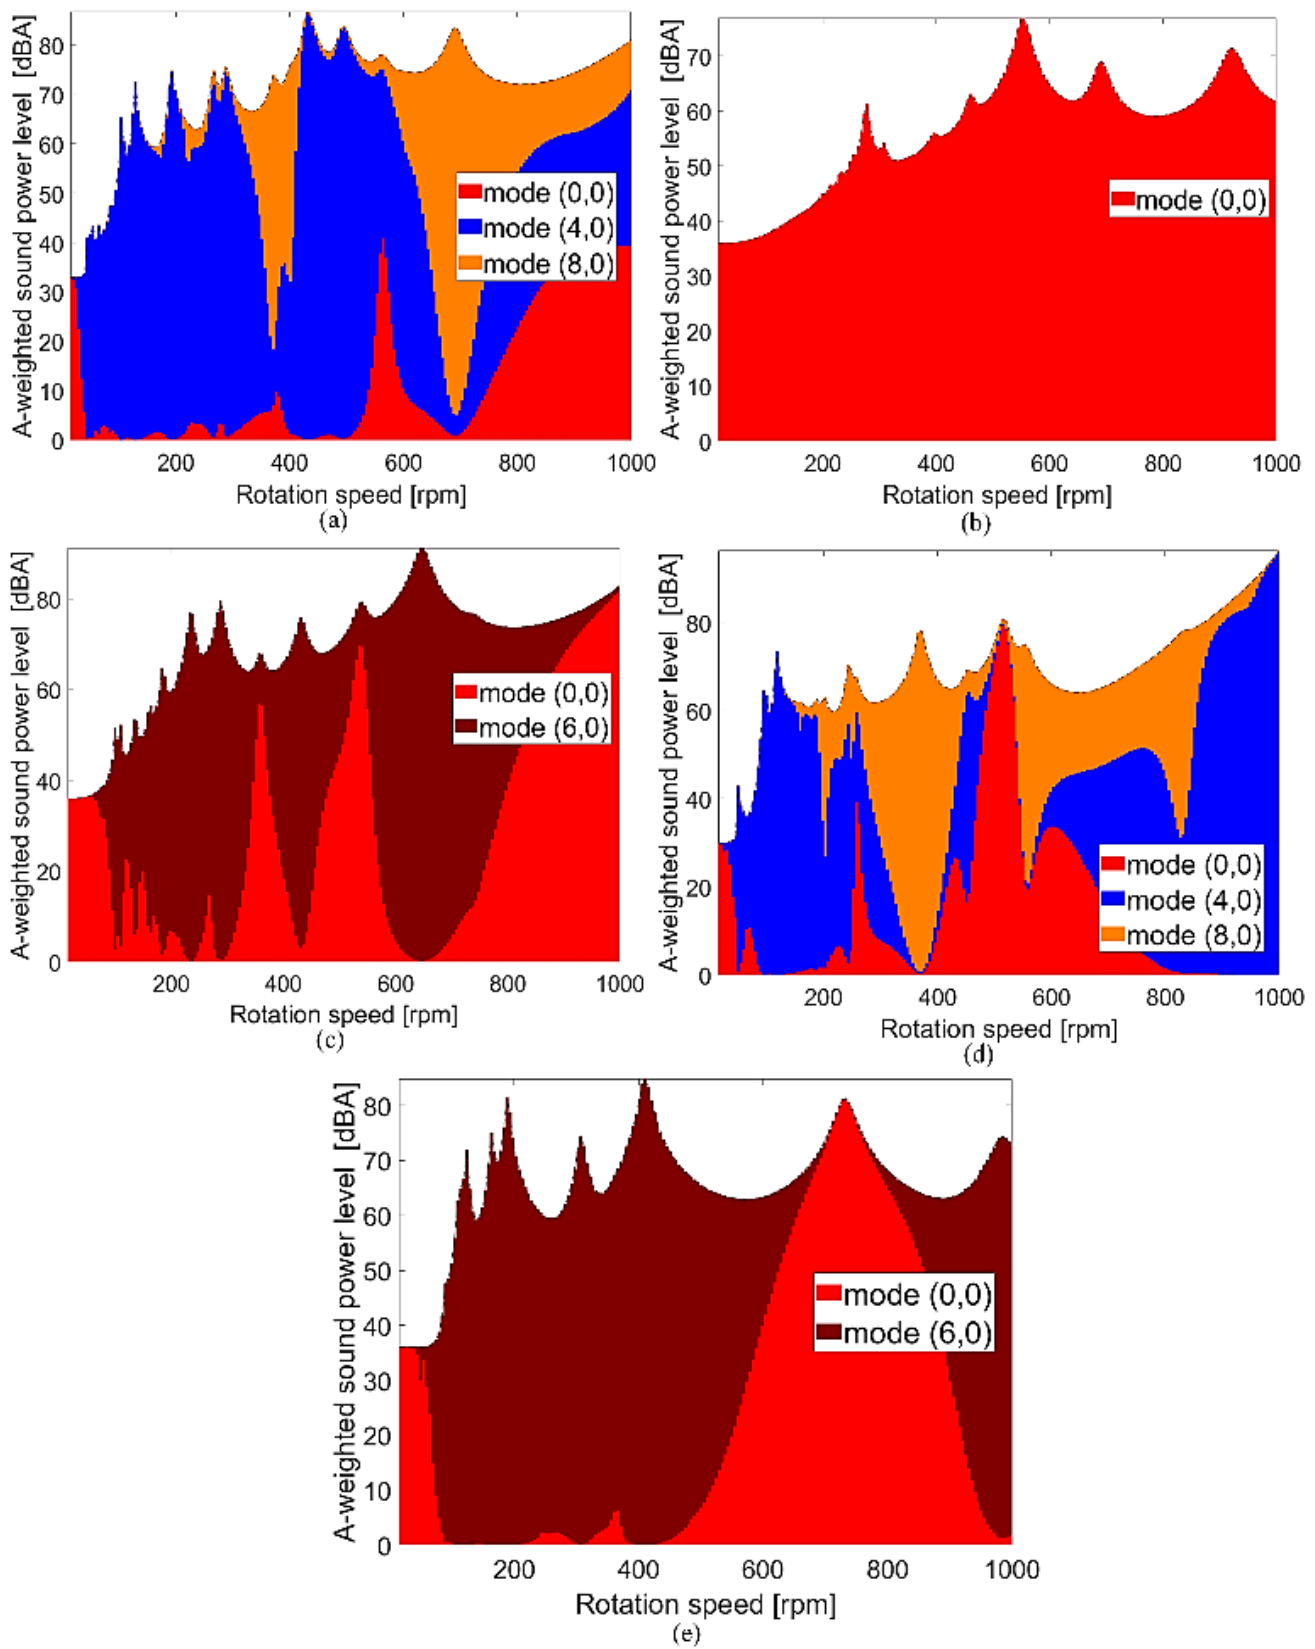 A-weighted sound power level [dBA]
80
70
60
50
40
30
20
10
0
mode (0,0)
mode (4,0)
mode (8,0)
200 400 600 800 1000
Rotation speed [rpm]
(a)
A-weighted sound power level [dBA]
70
60
50
40
30
20
10
0
mode (0,0)
200 400 600 800 1000
Rotation speed [rpm]
(b)
A-weighted sound power level [dBA]
80
60
40
20
0
mode (0,0)
mode (6,0)
200 400 600 800 1000
Rotation speed [rpm]
(c)
A-weighted sound power level [dBA]
80
60
40
20
0
mode (0,0)
mode (4,0)
mode (8,0)
200 400 600 800 1000
Rotation speed [rpm]
(d)
A-weighted sound power level [dBA]
80
70
60
50
40
30
20
10
0
mode (0,0)
mode (6,0)
200 400 600 800 1000
Rotation speed [rpm]
(e)